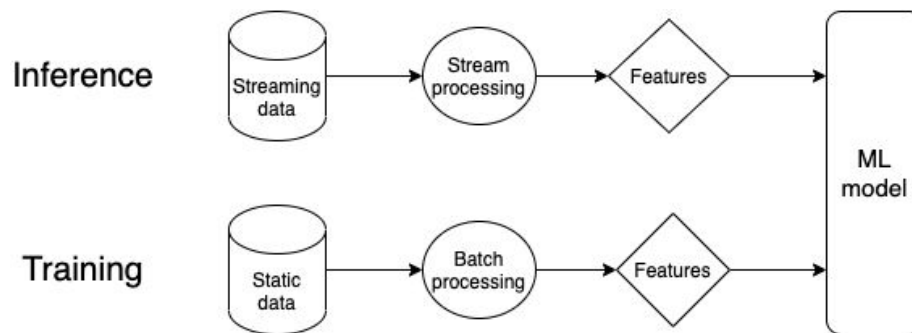 Inference
Streaming
data
Stream
processing
Features
ML
model
Training
Static
data
Batch
processing
Features